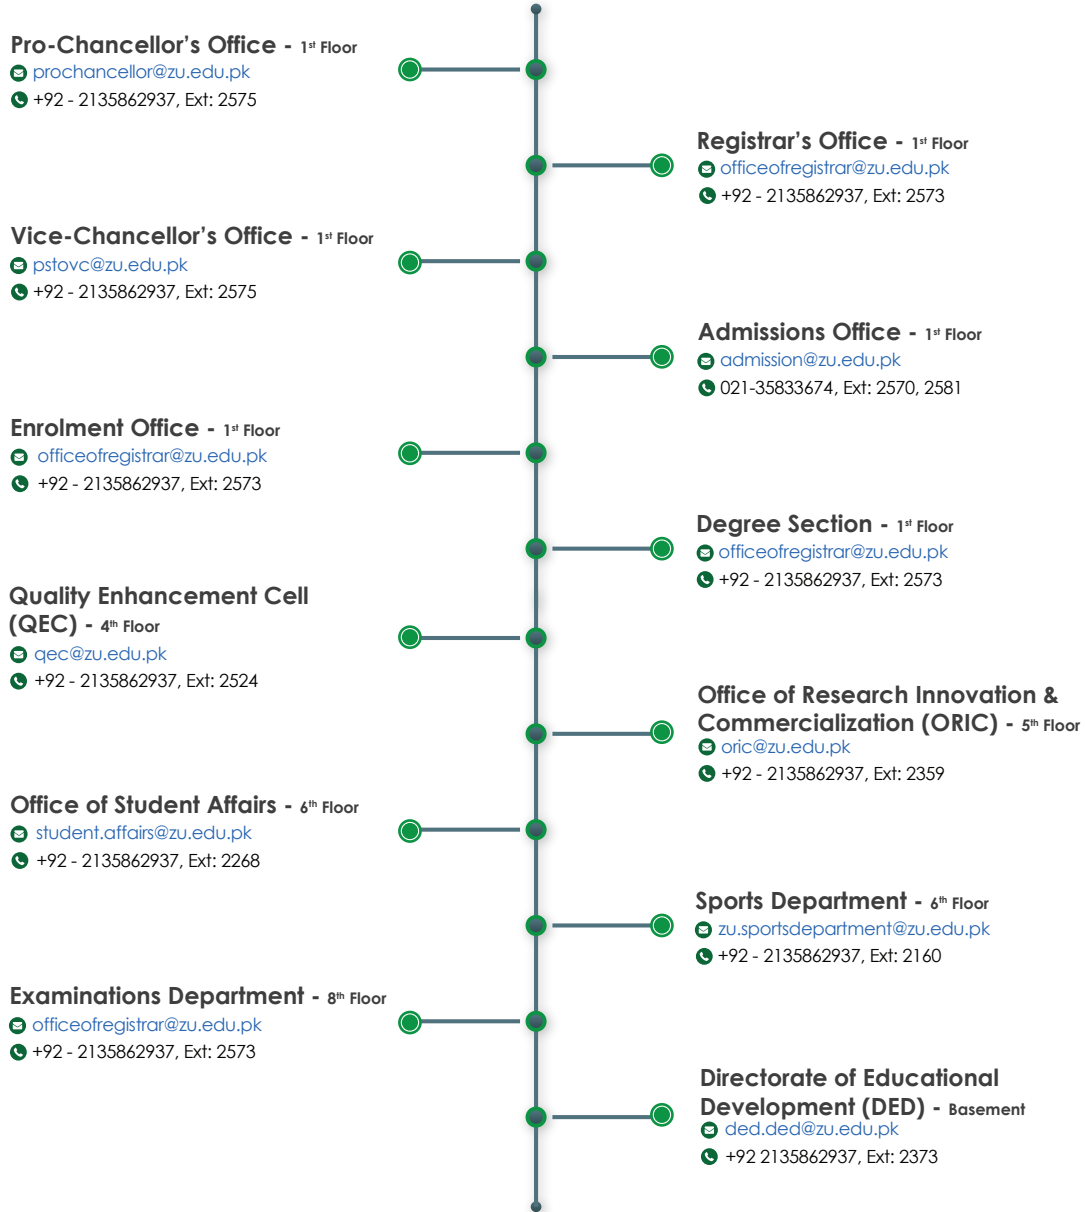 Pro-Chancellor’s Office - 1st Floor
prochancellor@zu.edu.pk
+92 - 2135862937, Ext: 2575
Registrar’s Office - 1st Floor
officeofregistrar@zu.edu.pk
+92 - 2135862937, Ext: 2573
Vice-Chancellor’s Office - 1st Floor
pstovc@zu.edu.pk
+92 - 2135862937, Ext: 2575
Admissions Office - 1st Floor
admission@zu.edu.pk
021-35833674, Ext: 2570, 2581
Enrolment Office - 1st Floor
officeofregistrar@zu.edu.pk
+92 - 2135862937, Ext: 2573
Degree Section - 1st Floor
officeofregistrar@zu.edu.pk
+92 - 2135862937, Ext: 2573
Quality Enhancement Cell
(QEC) - 4th Floor
qec@zu.edu.pk
+92 - 2135862937, Ext: 2524
Office of Research Innovation &
Commercialization (ORIC) - 5th Floor
oric@zu.edu.pk
+92 - 2135862937, Ext: 2359
Office of Student Affairs - 6th Floor
student.affairs@zu.edu.pk
+92 - 2135862937, Ext: 2268
Sports Department - 6th Floor
zu.sportsdepartment@zu.edu.pk
+92 - 2135862937, Ext: 2160
Examinations Department - 8th Floor
officeofregistrar@zu.edu.pk
+92 - 2135862937, Ext: 2573
Directorate of Educational
Development (DED) - Basement
ded.ded@zu.edu.pk
+92 2135862937, Ext: 2373